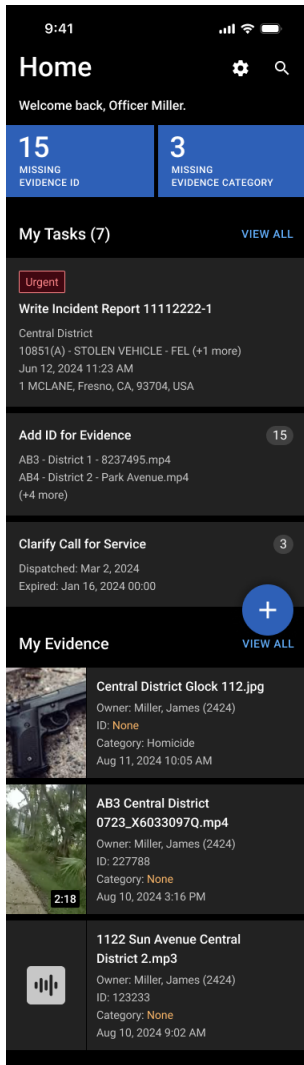 9:41
Home
Welcome back, Officer Miller.
15
MISSING
EVIDENCE ID
3
MISSING
EVIDENCE CATEGORY
My Tasks (7)
VIEW ALL
Urgent
Write Incident Report 11112222-1
Central District
10851(A) - STOLEN VEHICLE - FEL (+1 more)
Jun 12, 2024 11:23 AM
1 MCLANE, Fresno, CA, 93704, USA
Add ID for Evidence
15
AB3 - District 1 - 8237495.mp4
AB4 - District 2 - Park Avenue.mp4
(+4 more)
Clarify Call for Service
3
Dispatched: Mar 2, 2024
Expired: Jan 16, 2024 00:00
My Evidence
VIEW ALL
Central District Glock 112.jpg
Owner: Miller, James (2424)
ID: None
Category: Homicide
Aug 11, 2024 10:05 AM
2:18
AB3 Central District
0723_X6033097Q.mp4
Owner: Miller, James (2424)
ID: 227788
Category: None
Aug 10, 2024 3:16 PM
1122 Sun Avenue Central
District 2.mp3
Owner: Miller, James (2424)
ID: 123233
Category: None
Aug 10, 2024 9:02 AM